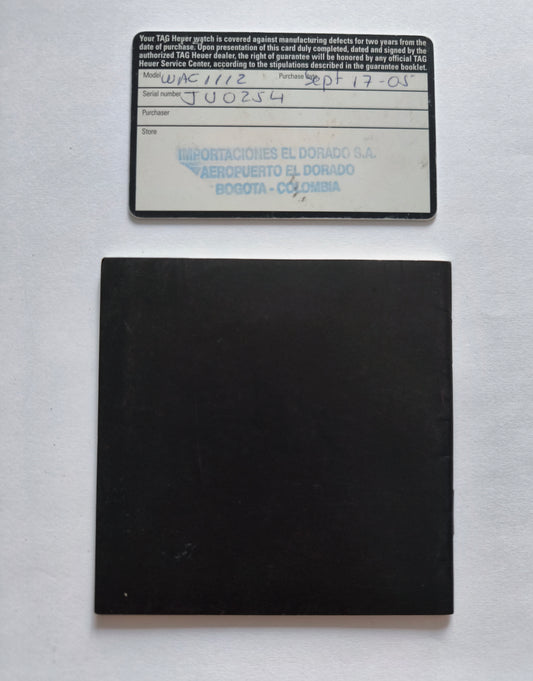 Your TAG Heuer watch is covered against manufacturing defects for two years from the
date of purchase. Upon presentation of this card duly completed, dated and signed by the
authorized TAG Heuer dealer, the right of guarantee will be honored by any official TAG
Heuer Service Center, according to the stipulations described in the guarantee booklet.
Model WAC1112 Purchase date Sept 17-05
Serial number JU0254
Purchaser
Store
IMPORTACIONES EL DORADO S.A.
AEROPUERTO EL DORADO
BOGOTA - COLOMBIA